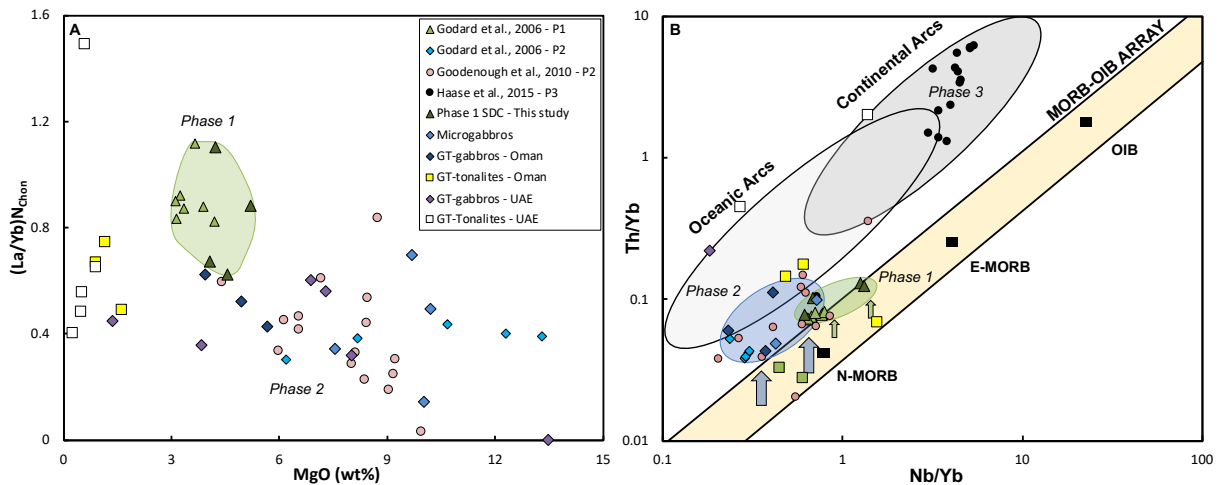 A
(La/Yb)N Chon
1.6
1.2
0.8
0.4
0
0
3
6
9
12
15
MgO (wt%)
Phase 1
Phase 2
Godard et al., 2006 - P1
Godard et al., 2006 - P2
Goodenough et al., 2010 - P2
Haase et al., 2015 - P3
Phase 1 SDC - This study
Microgabbros
GT-gabbros - Oman
GT-tonalites - Oman
GT-gabbros - UAE
GT-Tonalites - UAE
B
Th/Yb
10
1
0.1
0.01
0.1
1
10
100
Nb/Yb
Continental Arcs
Oceanic Arcs
MORB-OIB ARRAY
Phase 3
OIB
E-MORB
Phase 1
Phase 2
N-MORB